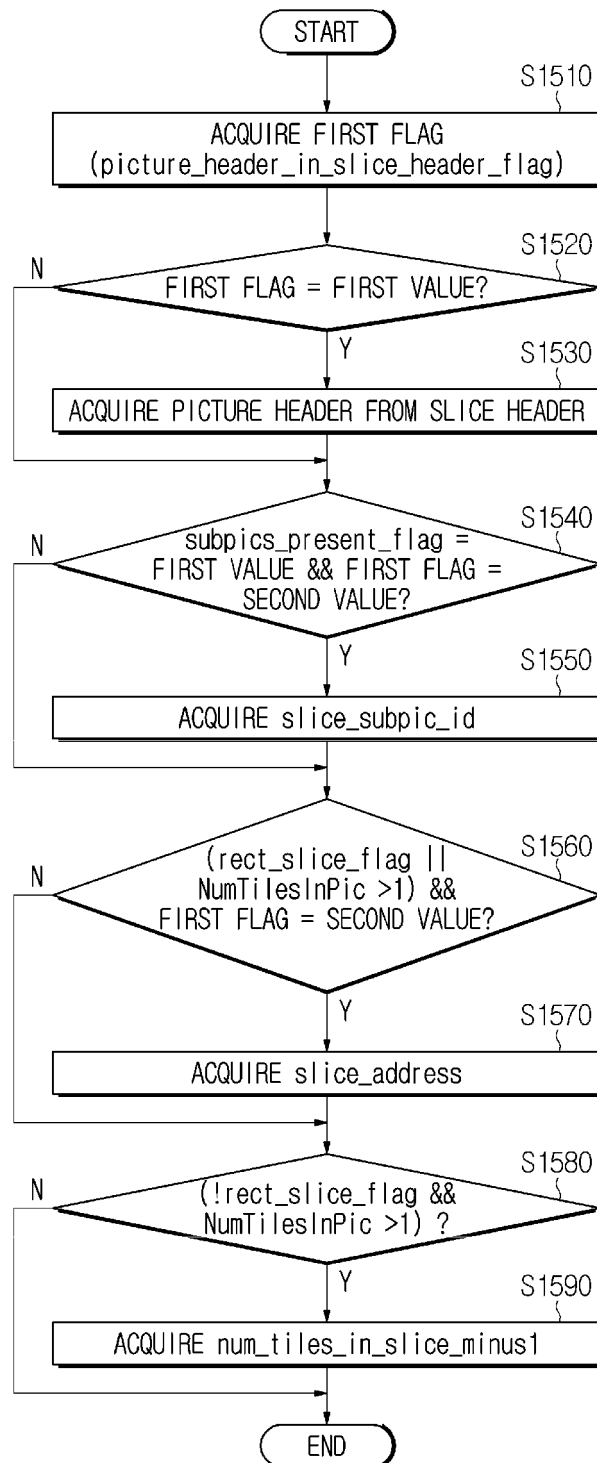 START
S1510
ACQUIRE FIRST FLAG
(picture_header_in_slice_header_flag)
S1520
N
FIRST FLAG = FIRST VALUE?
Y
S1530
ACQUIRE PICTURE HEADER FROM SLICE HEADER
S1540
N
subpics_present_flag =
FIRST VALUE && FIRST FLAG =
SECOND VALUE?
Y
S1550
ACQUIRE slice_subpic_id
S1560
N
(rect_slice_flag ||
NumTilesInPic >1) &&
FIRST FLAG = SECOND VALUE?
Y
S1570
ACQUIRE slice_address
S1580
N
(!rect_slice_flag &&
NumTilesInPic >1) ?
Y
S1590
ACQUIRE num_tiles_in_slice_minus1
END